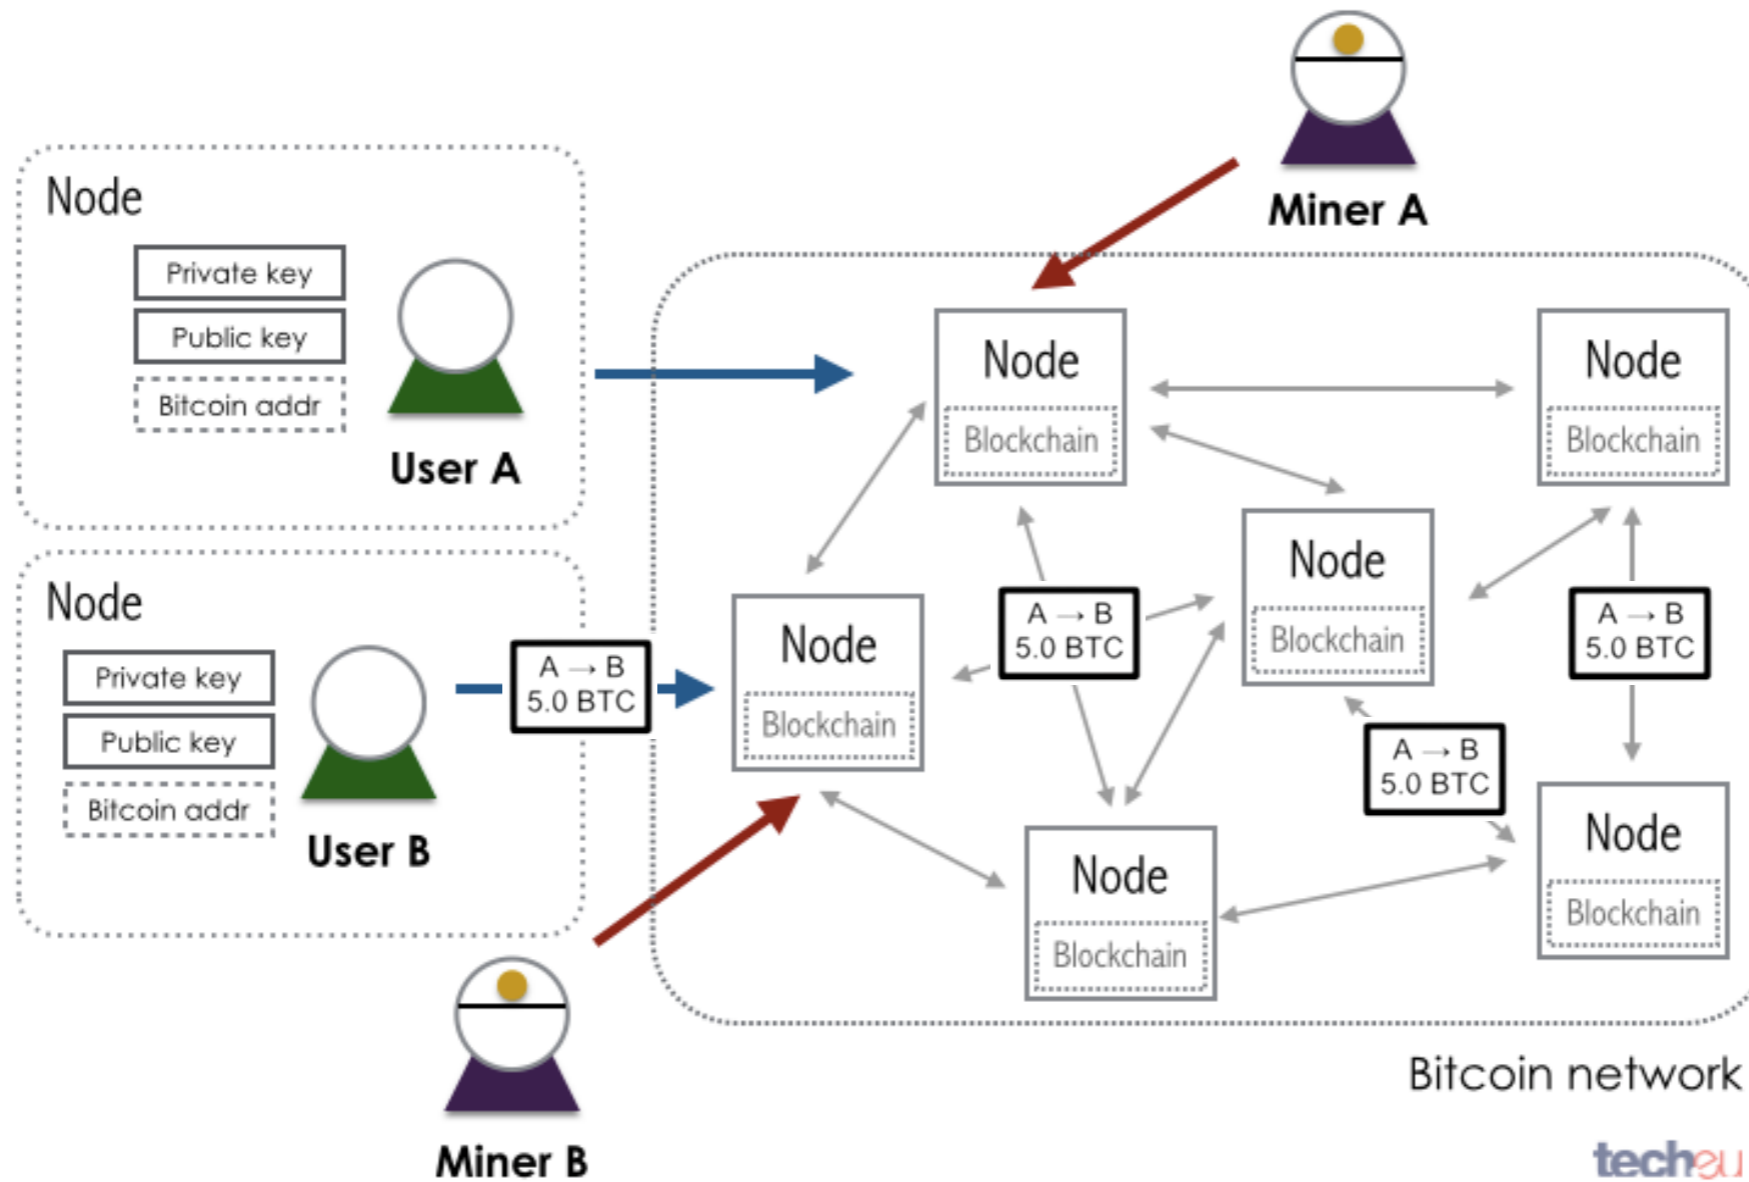 Miner A
Node
Private key
Public key
Bitcoin addr
User A
Node
Private key
Public key
Bitcoin addr
User B
A → B
5.0 BTC
Miner B
Node
Blockchain
Node
Blockchain
Node
Blockchain
Node
Blockchain
A → B
5.0 BTC
A → B
5.0 BTC
A → B
5.0 BTC
Node
Blockchain
Node
Blockchain
Bitcoin network
tech.eu